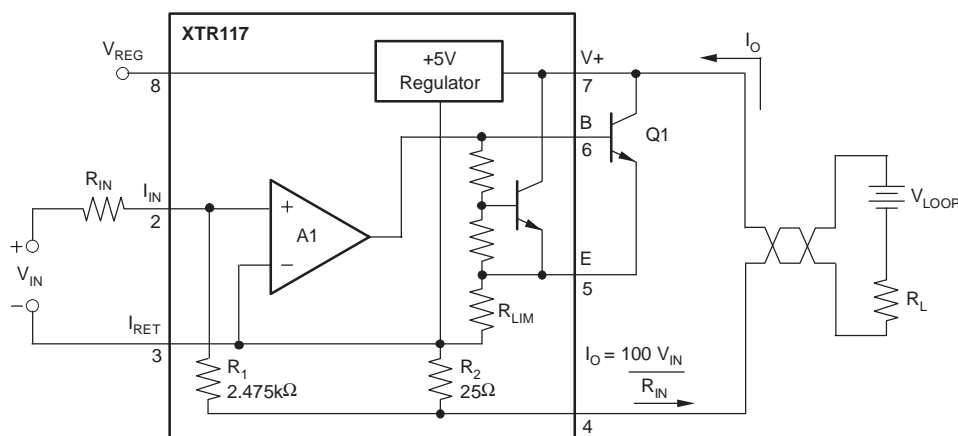 XTR117
I_O
V_REG
8
+5V
Regulator
V+
7
B
6
Q1
R_IN
I_IN
2
+
A1
−
V_LOOP
+
V_IN
−
E
5
R_LIM
R_L
I_RET
3
R_1
2.475kΩ
R_2
25Ω
I_O = 100 V_IN
R_IN
4